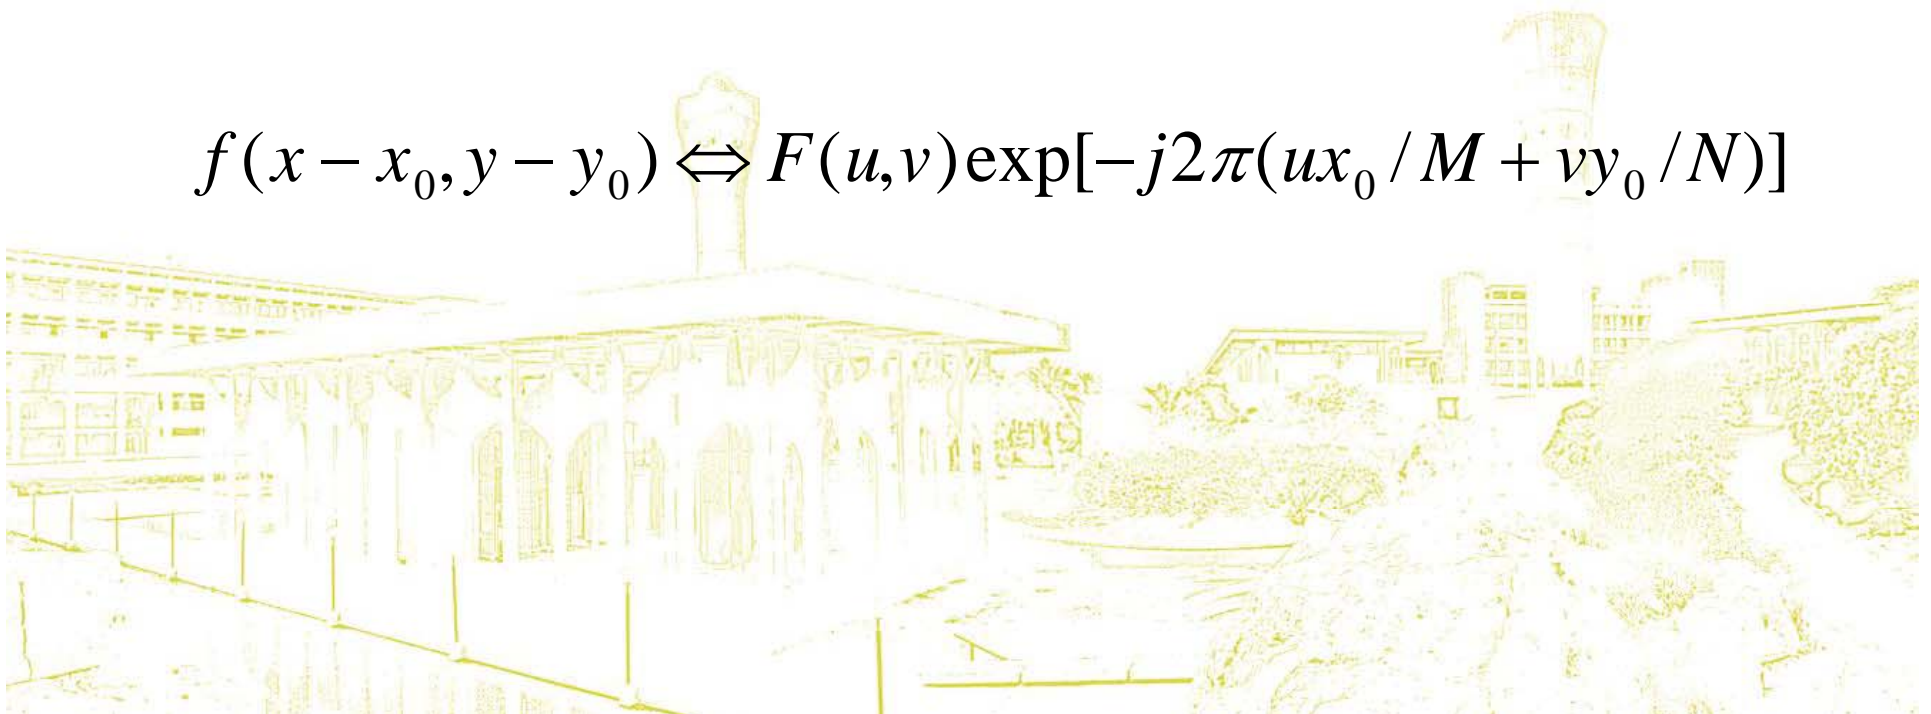 f(x − x₀, y − y₀) ⇔ F(u,v)exp[−j2π(ux₀ / M + vy₀ / N)]